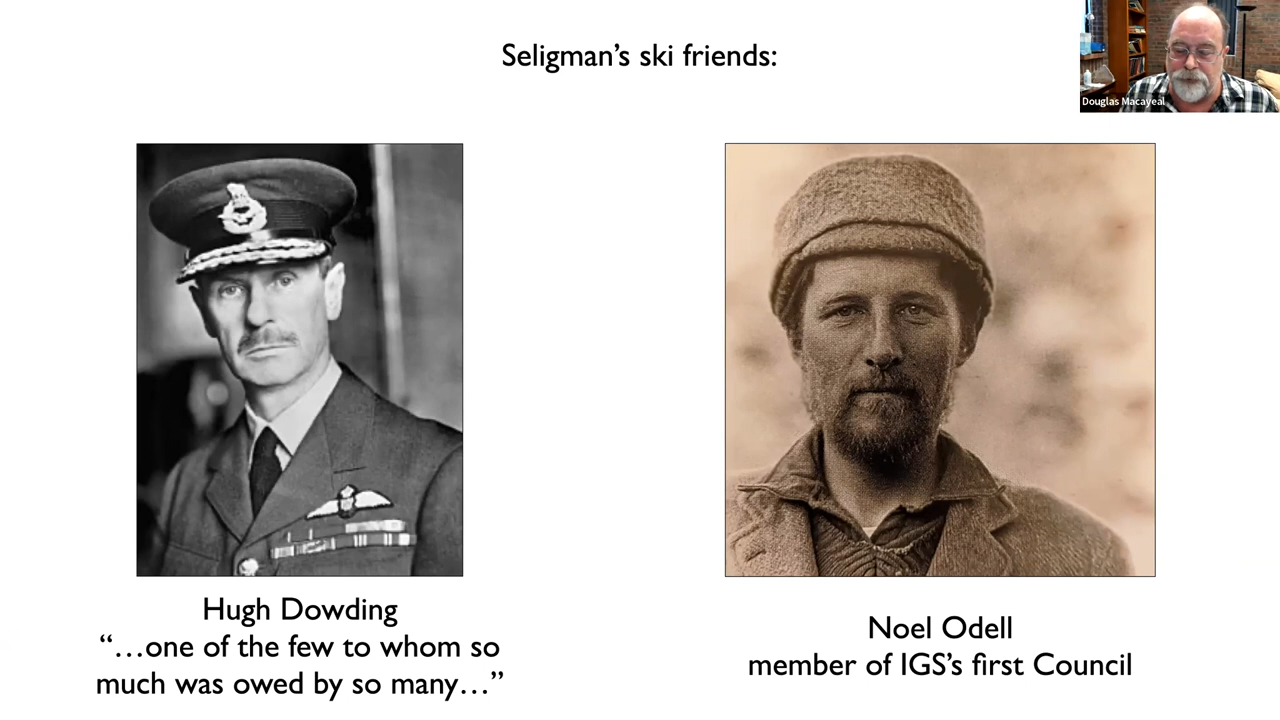 Seligman’s ski friends:
Douglas Macayeal
Hugh Dowding
“…one of the few to whom so
much was owed by so many…”
Noel Odell
member of IGS’s first Council